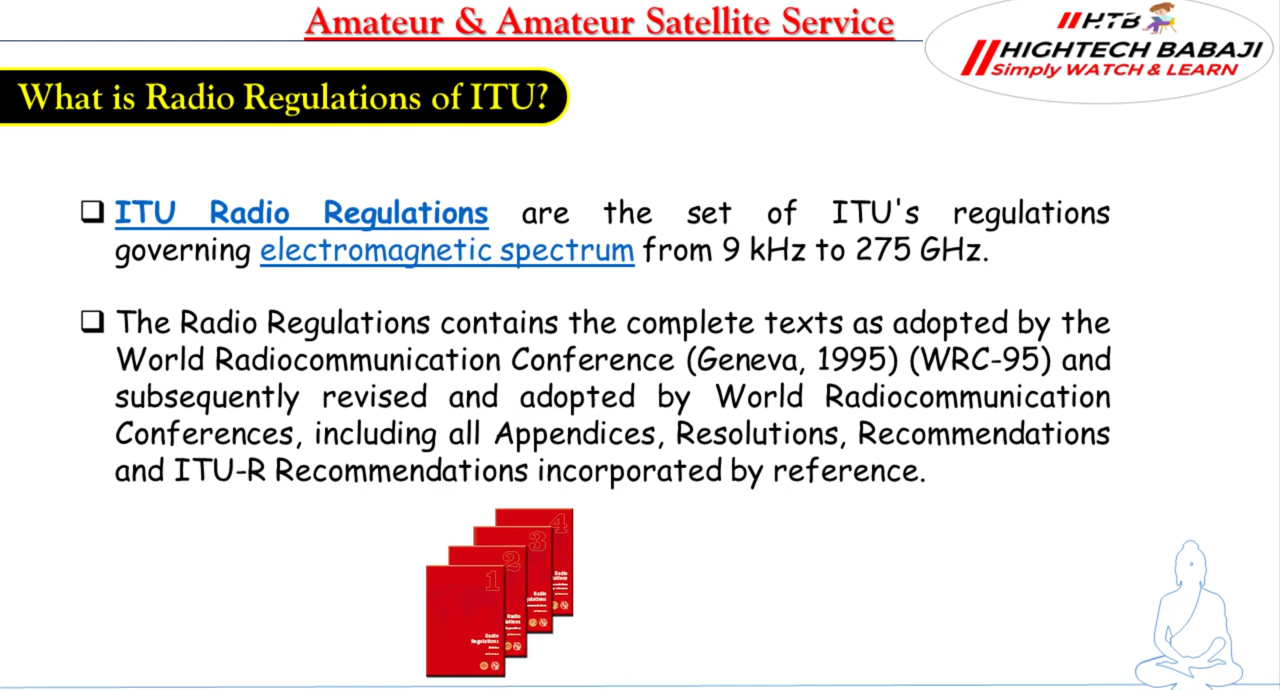 Amateur & Amateur Satellite Service
HTB
HIGHTECH BABAJI
Simply WATCH & LEARN
What is Radio Regulations of ITU?
ITU Radio Regulations are the set of ITU's regulations
governing electromagnetic spectrum from 9 kHz to 275 GHz.
The Radio Regulations contains the complete texts as adopted by the
World Radiocommunication Conference (Geneva, 1995) (WRC-95) and
subsequently revised and adopted by World Radiocommunication
Conferences, including all Appendices, Resolutions, Recommendations
and ITU-R Recommendations incorporated by reference.
4
3
2
1
Radio
Regulations